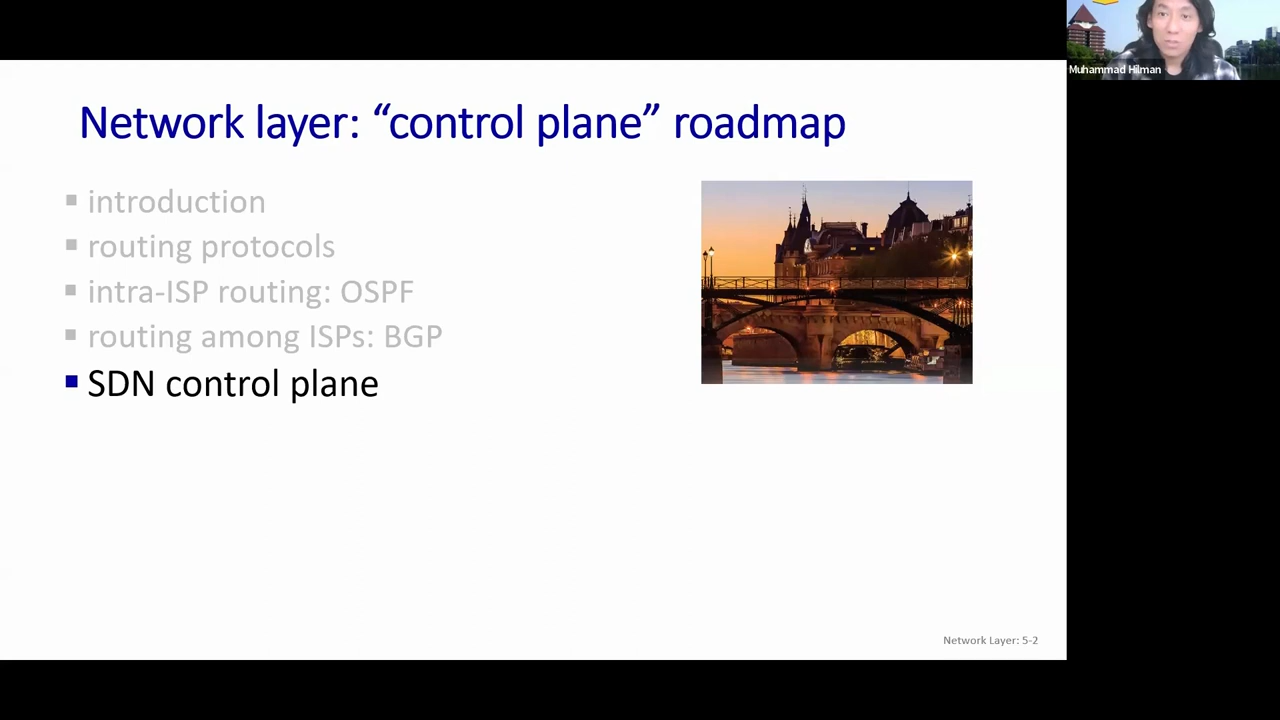 Muhammad Hilman
Network layer: “control plane” roadmap
▪ introduction
▪ routing protocols
▪ intra-ISP routing: OSPF
▪ routing among ISPs: BGP
▪ SDN control plane
Network Layer: 5-2